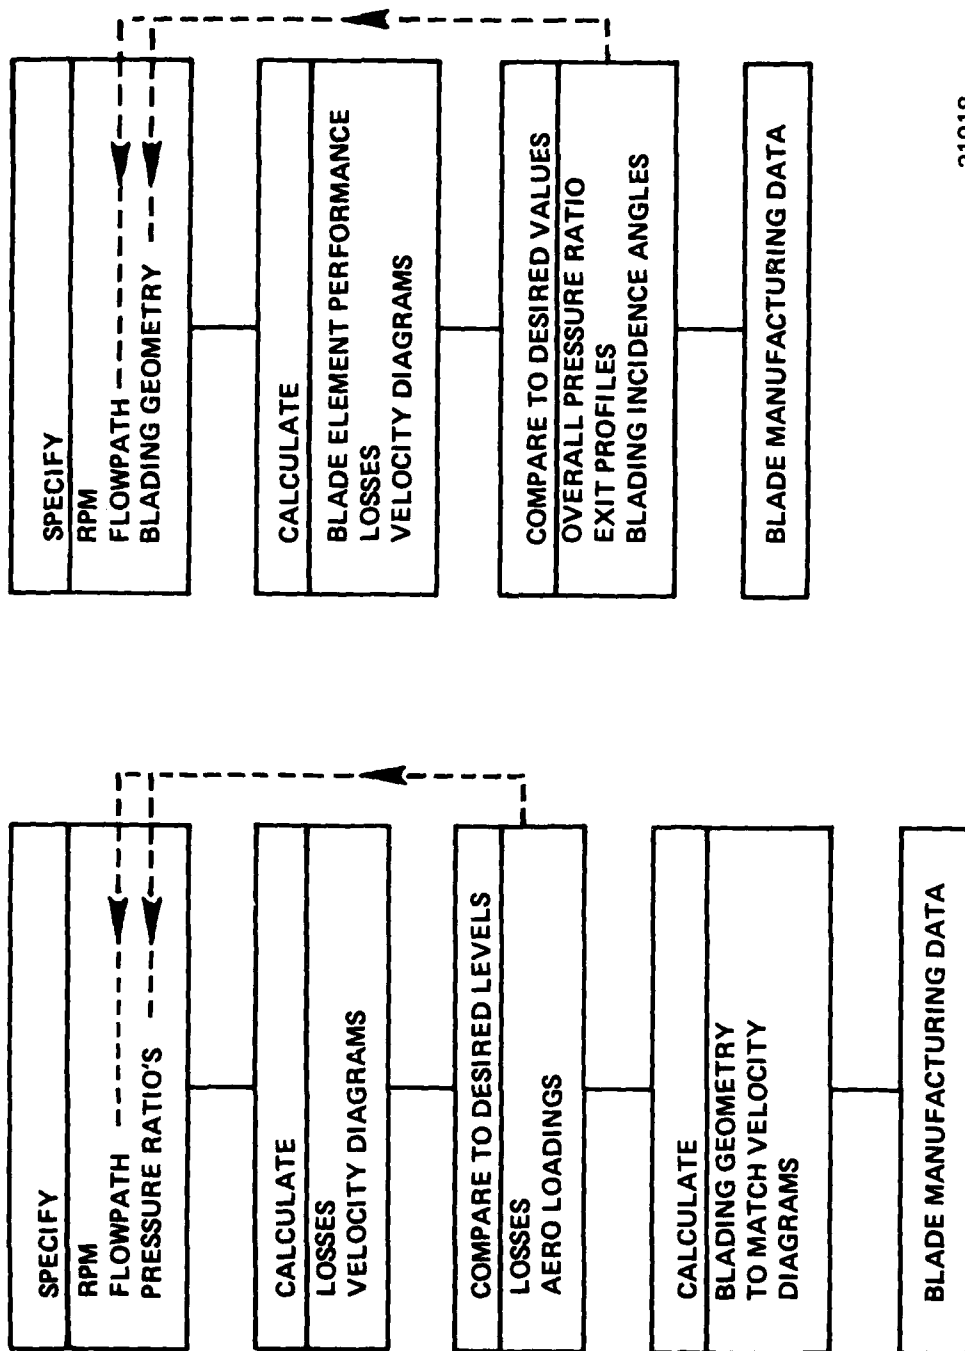 SPECIFY
RPM
FLOWPATH
PRESSURE RATIO'S
CALCULATE
LOSSES
VELOCITY DIAGRAMS
COMPARE TO DESIRED LEVELS
LOSSES
AERO LOADINGS
CALCULATE
BLADING GEOMETRY
TO MATCH VELOCITY
DIAGRAMS
BLADE MANUFACTURING DATA
SPECIFY
RPM
FLOWPATH
BLADING GEOMETRY
CALCULATE
BLADE ELEMENT PERFORMANCE
LOSSES
VELOCITY DIAGRAMS
COMPARE TO DESIRED VALUES
OVERALL PRESSURE RATIO
EXIT PROFILES
BLADING INCIDENCE ANGLES
BLADE MANUFACTURING DATA